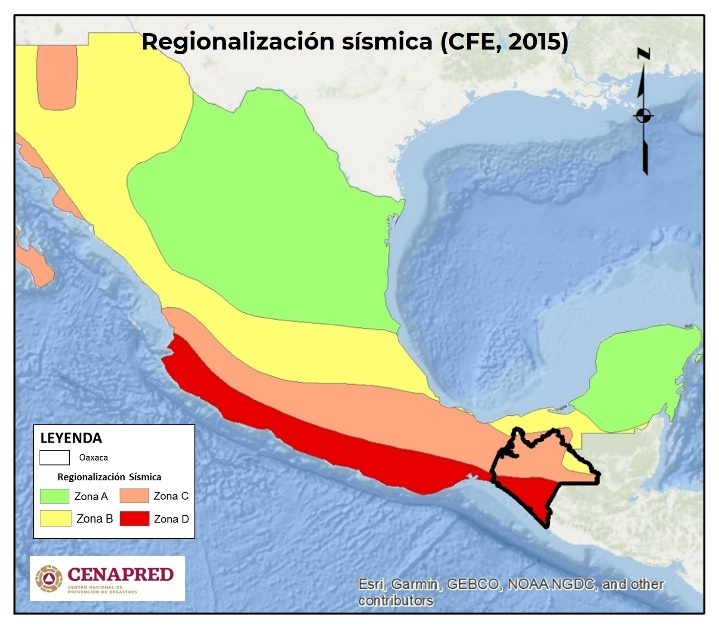 Regionalización sísmica (CFE, 2015)
N
LEYENDA
Oaxaca
Regionalización Sísmica
Zona A
Zona C
Zona B
Zona D
CENAPRED
CENTRO NACIONAL DE
PREVENCIÓN DE DESASTRES
Esri, Garmin, GEBCO, NOAA NGDC, and other
contributors